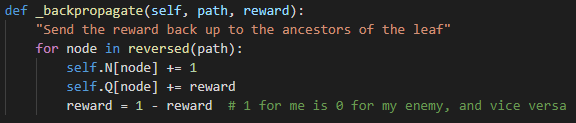 def _backpropagate(self, path, reward):
    "Send the reward back up to the ancestors of the leaf"
    for node in reversed(path):
        self.N[node] += 1
        self.Q[node] += reward
        reward = 1 - reward  # 1 for me is 0 for my enemy, and vice versa